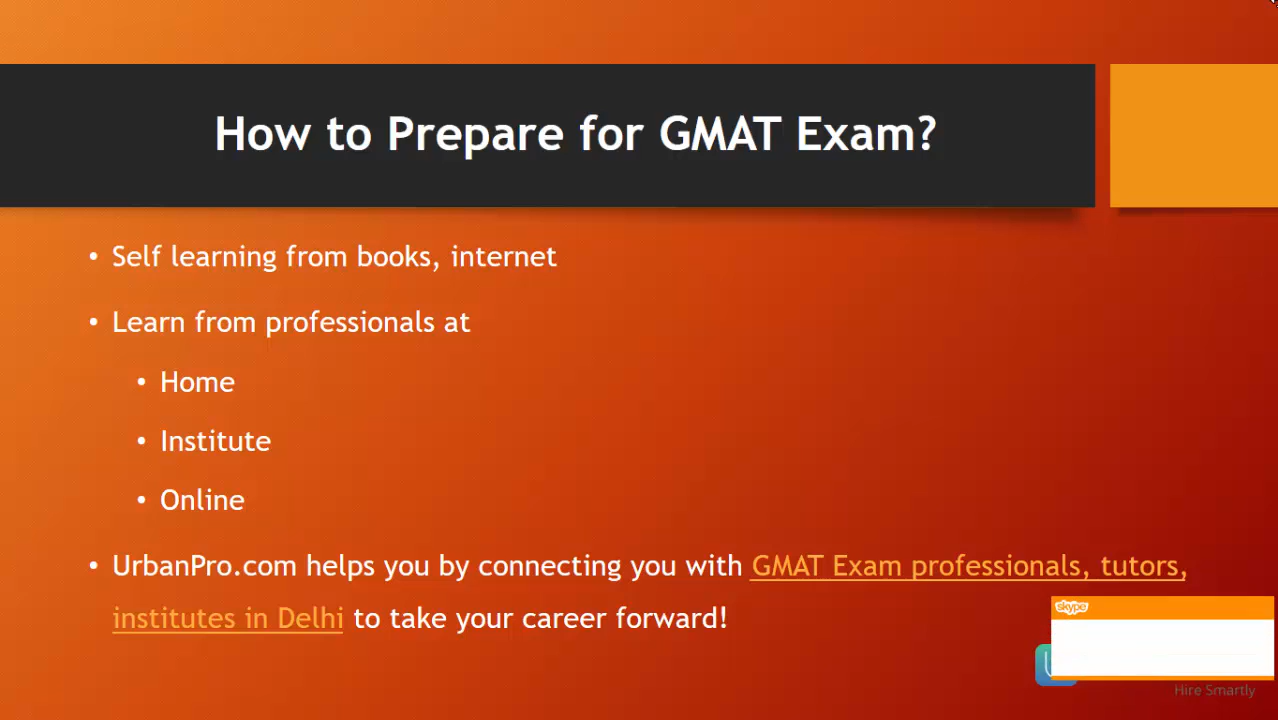 How to Prepare for GMAT Exam?
• Self learning from books, internet
• Learn from professionals at
• Home
• Institute
• Online
• UrbanPro.com helps you by connecting you with GMAT Exam professionals, tutors,
institutes in Delhi to take your career forward!
skype
Hire Smartly